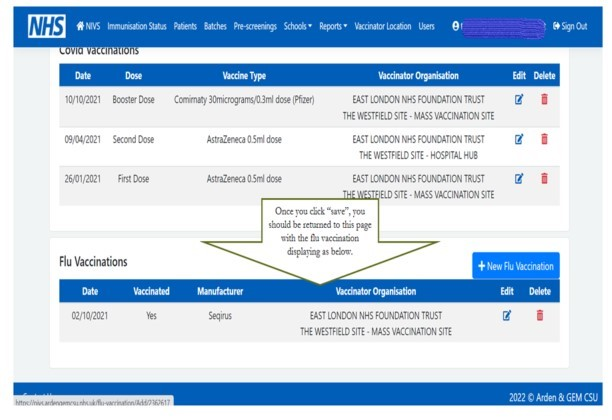 NHS NIVS Immunisation Status Patients Batches Pre-screenings Schools Reports Vaccinator Location Users Sign Out
Covid Vaccinations
Date Dose Vaccine Type Vaccinator Organisation Edit Delete
10/10/2021 Booster Dose Comirnaty 30micrograms/0.3ml dose (Pfizer) EAST LONDON NHS FOUNDATION TRUST
THE WESTFIELD SITE - MASS VACCINATION SITE
09/04/2021 Second Dose AstraZeneca 0.5ml dose EAST LONDON NHS FOUNDATION TRUST
THE WESTFIELD SITE - HOSPITAL HUB
26/01/2021 First Dose AstraZeneca 0.5ml dose EAST LONDON NHS FOUNDATION TRUST
THE WESTFIELD SITE - MASS VACCINATION SITE
Once you click “save”, you
should be returned to this page
with the flu vaccination
displaying as below.
Flu Vaccinations
+ New Flu Vaccination
Date Vaccinated Manufacturer Vaccinator Organisation Edit Delete
02/10/2021 Yes Seqirus EAST LONDON NHS FOUNDATION TRUST
THE WESTFIELD SITE - MASS VACCINATION SITE
2022 © Arden & GEM CSU
https://nivs.ardengemcsu.nhs.uk/flu-vaccination/Add/2362617